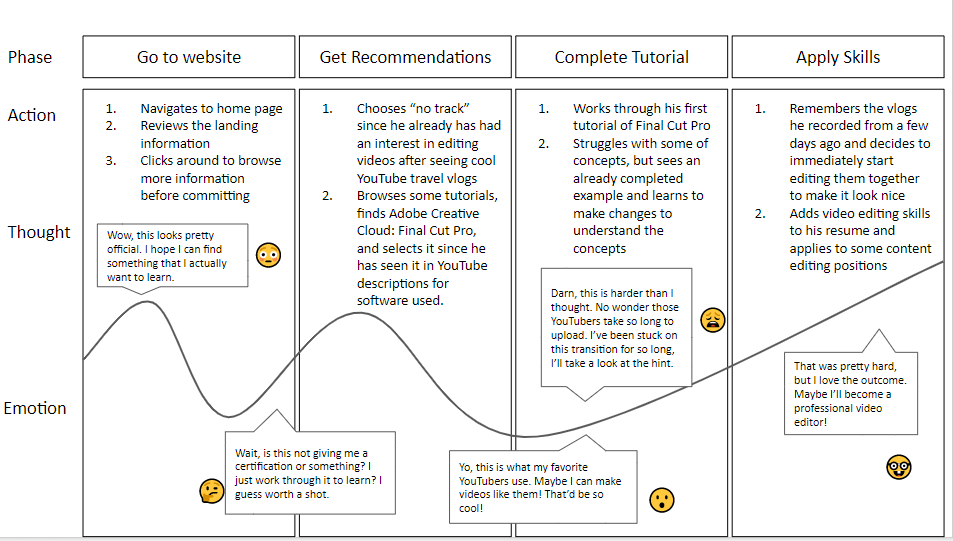 Phase
Go to website
Get Recommendations
Complete Tutorial
Apply Skills
Action
1. Navigates to home page
2. Reviews the landing
information
3. Clicks around to browse
more information
before committing
1. Chooses “no track”
since he already has had
an interest in editing
videos after seeing cool
YouTube travel vlogs
2. Browses some tutorials,
finds Adobe Creative
Cloud: Final Cut Pro,
and selects it since he
has seen it in YouTube
descriptions for
software used.
1. Works through his first
tutorial of Final Cut Pro
2. Struggles with some of
concepts, but sees an
already completed
example and learns to
make changes to
understand the
concepts
1. Remembers the vlogs
he recorded from a few
days ago and decides to
immediately start
editing them together
to make it look nice
2. Adds video editing skills
to his resume and
applies to some content
editing positions
Thought
Wow, this looks pretty
official. I hope I can find
something that I actually
want to learn.
Darn, this is harder than I
thought. No wonder those
YouTubers take so long to
upload. I’ve been stuck on
this transition for so long,
I’ll take a look at the hint.
That was pretty hard,
but I love the outcome.
Maybe I’ll become a
professional video
editor!
Emotion
Wait, is this not giving me a
certification or something? I
just work through it to learn? I
guess worth a shot.
Yo, this is what my favorite
YouTubers use. Maybe I can make
videos like them! That’d be so
cool!